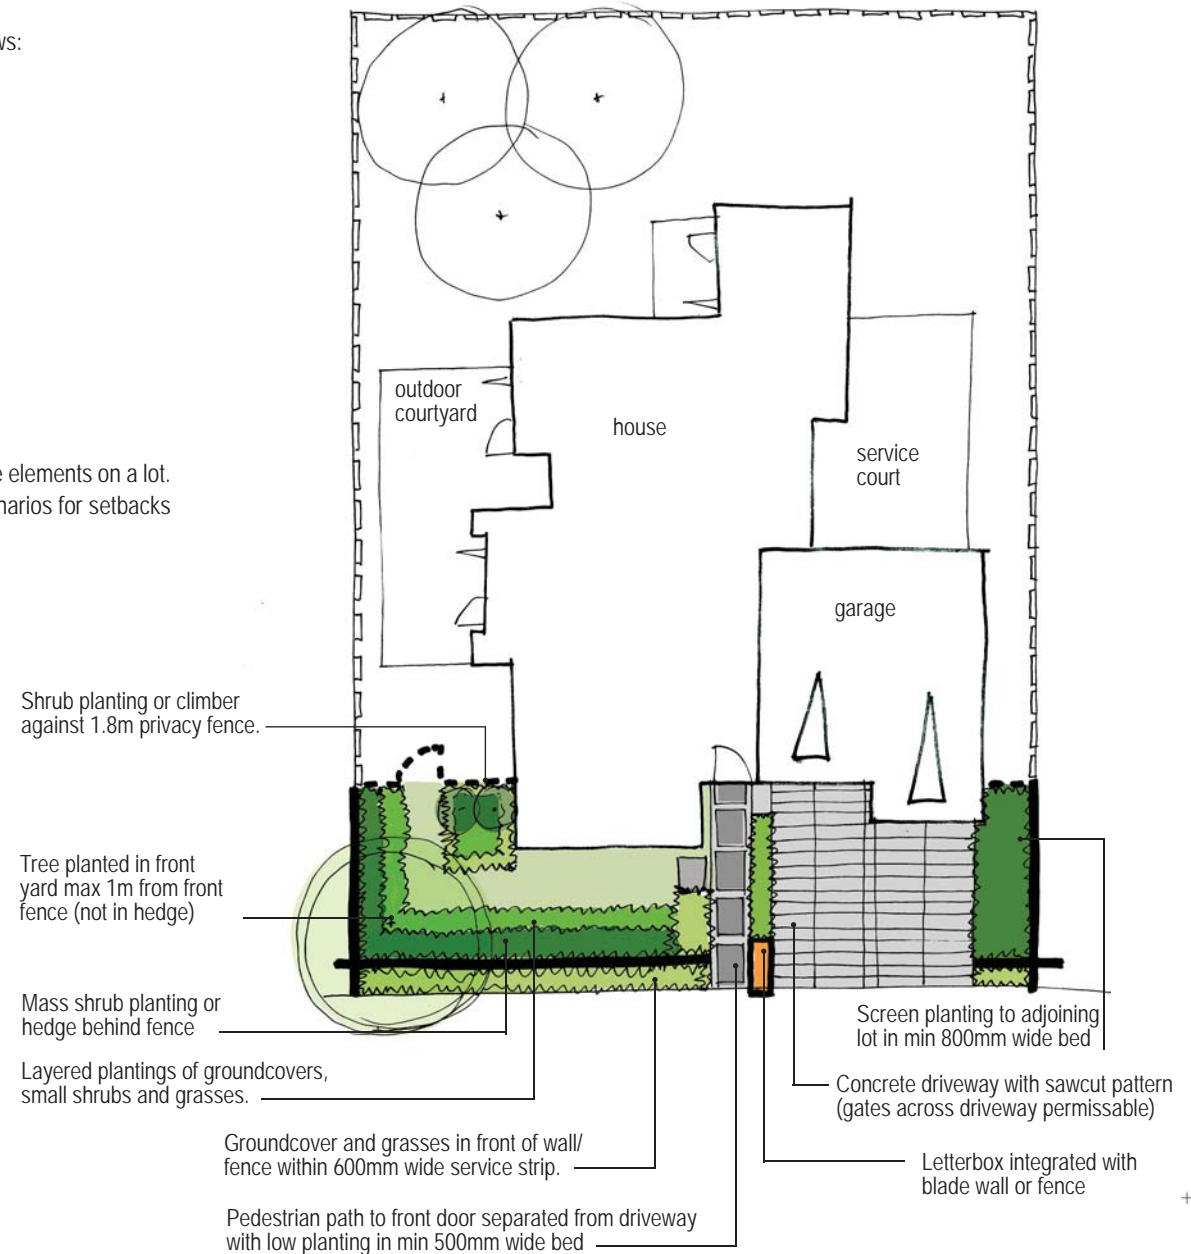 ws:
e elements on a lot.
narios for setbacks
outdoor
courtyard
house
service
court
garage
Shrub planting or climber
against 1.8m privacy fence.
Tree planted in front
yard max 1m from front
fence (not in hedge)
Mass shrub planting or
hedge behind fence
Layered plantings of groundcovers,
small shrubs and grasses.
Groundcover and grasses in front of wall/
fence within 600mm wide service strip.
Pedestrian path to front door separated from driveway
with low planting in min 500mm wide bed
Screen planting to adjoining
lot in min 800mm wide bed
Concrete driveway with sawcut pattern
(gates across driveway permissable)
Letterbox integrated with
blade wall or fence